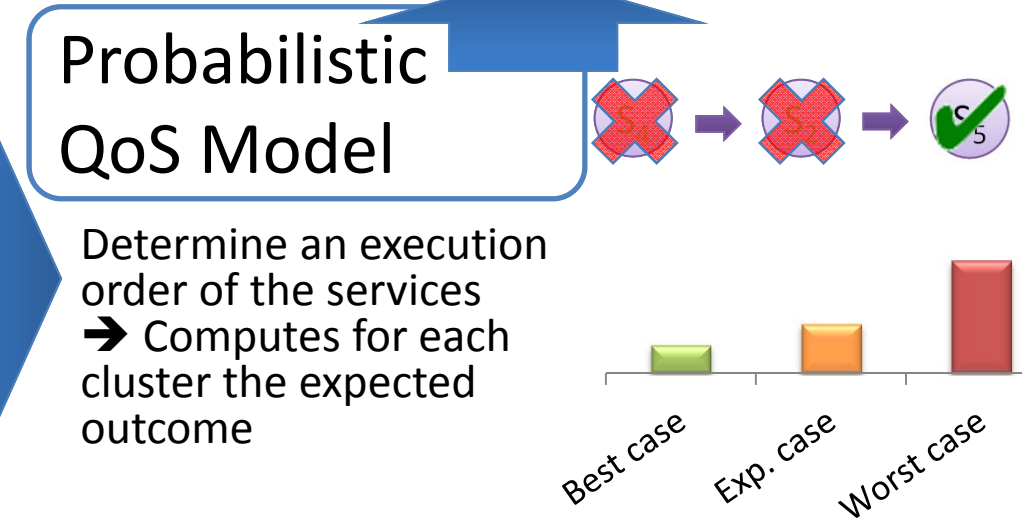 Probabilistic
QoS Model
S5
Determine an execution
order of the services
➔ Computes for each
cluster the expected
outcome
Best case
Exp. case
Worst case